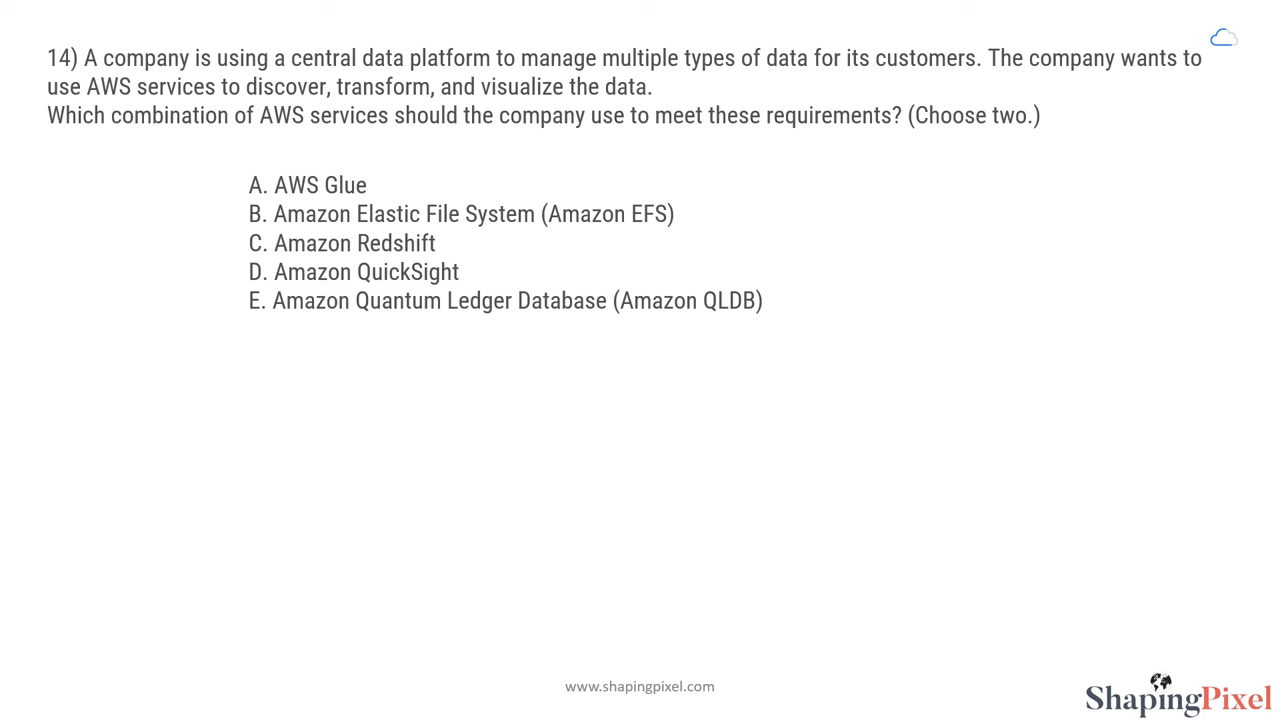 14) A company is using a central data platform to manage multiple types of data for its customers. The company wants to
use AWS services to discover, transform, and visualize the data.
Which combination of AWS services should the company use to meet these requirements? (Choose two.)
A. AWS Glue
B. Amazon Elastic File System (Amazon EFS)
C. Amazon Redshift
D. Amazon QuickSight
E. Amazon Quantum Ledger Database (Amazon QLDB)
www.shapingpixel.com
ShapingPixel